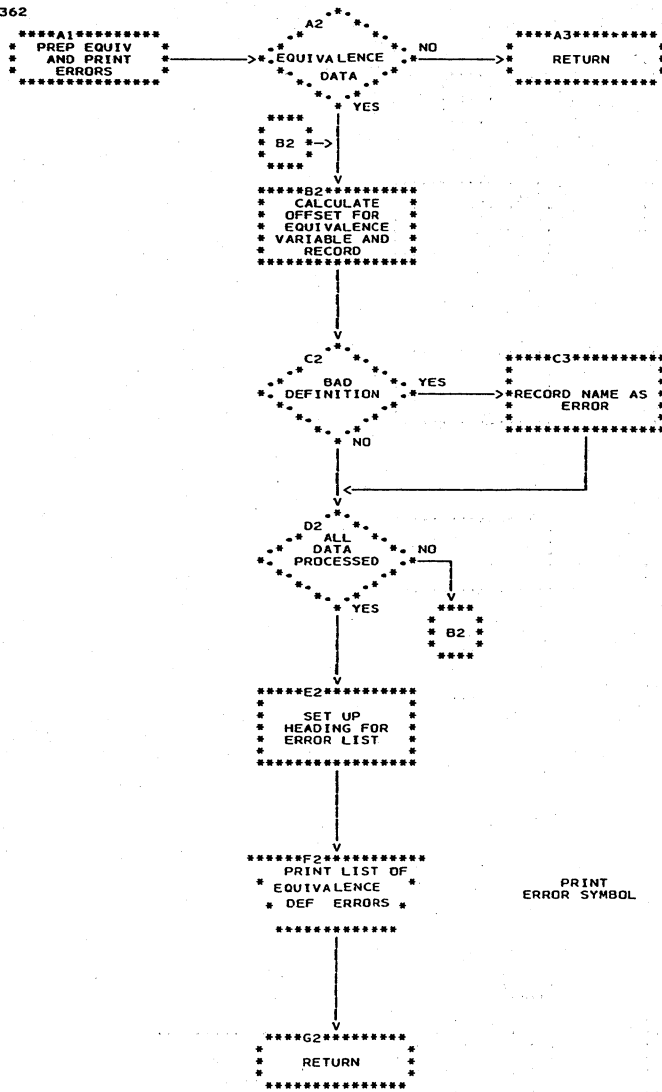 362
A1
PREP EQUIV
AND PRINT
ERRORS
A2
EQUIVALENCE
DATA
NO
YES
A3
RETURN
B2
B2
CALCULATE
OFFSET FOR
EQUIVALENCE
VARIABLE AND
RECORD
C2
BAD
DEFINITION
YES
NO
C3
RECORD NAME AS
ERROR
D2
ALL
DATA
PROCESSED
NO
YES
B2
E2
SET UP
HEADING FOR
ERROR LIST
F2
PRINT LIST OF
EQUIVALENCE
DEF ERRORS
PRINT
ERROR SYMBOL
G2
RETURN